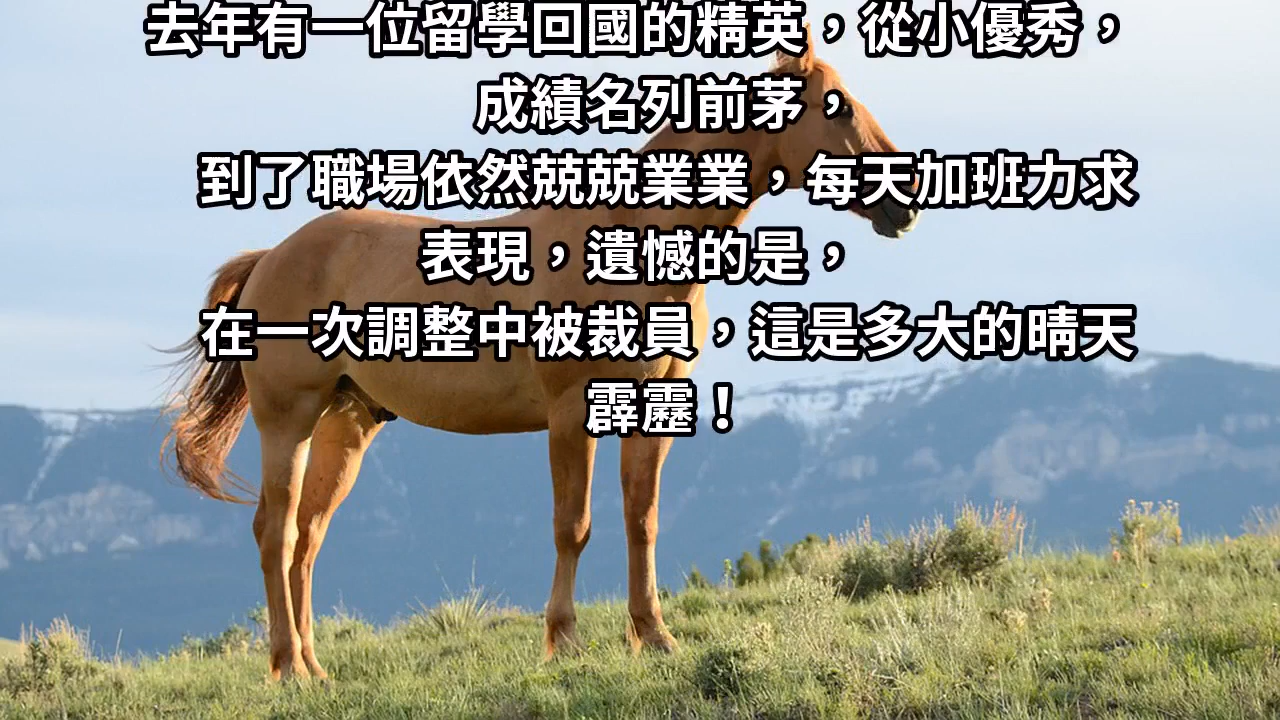 去年有一位留學回國的精英，從小優秀，
成績名列前茅，
到了職場依然兢兢業業，每天加班力求
表現，遺憾的是，
在一次調整中被裁員，這是多大的晴天
霹靂！